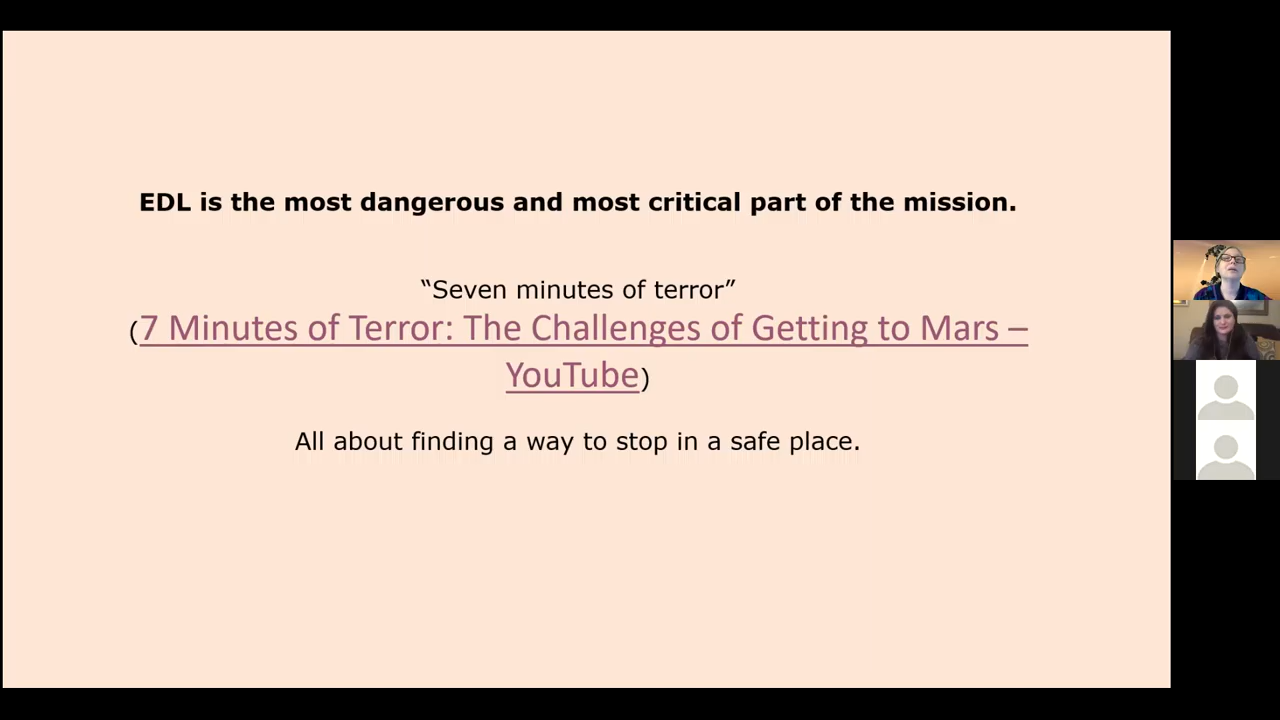 EDL is the most dangerous and most critical part of the mission.
“Seven minutes of terror”
(7 Minutes of Terror: The Challenges of Getting to Mars –
YouTube)
All about finding a way to stop in a safe place.